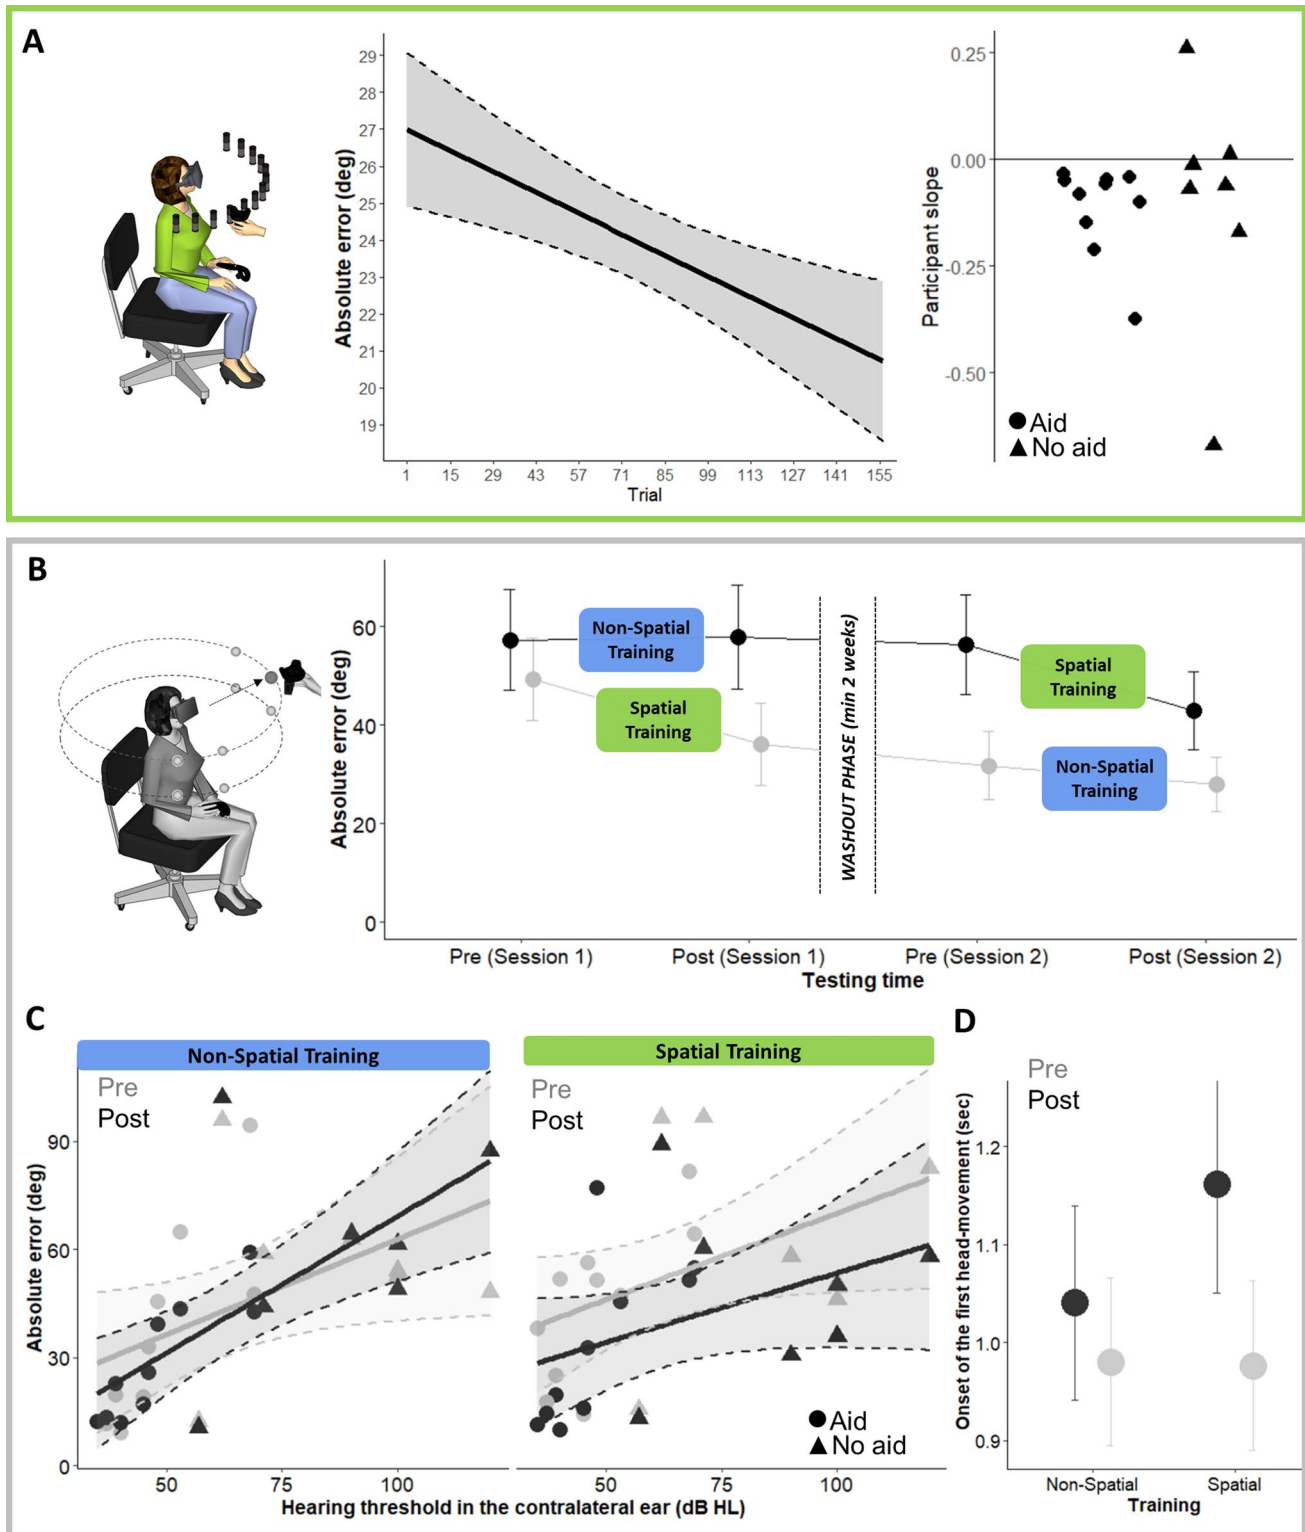 A
Absolute error (deg)
29
28
27
26
25
24
23
22
21
20
19
1 15 29 43 57 71 85 99 113 127 141 155
Trial
Participant slope
0.25
0.00
-0.25
-0.50
Aid
No aid
B
Absolute error (deg)
60
40
20
0
Non-Spatial
Training
Spatial
Training
WASHOUT PHASE (min 2 weeks)
Spatial
Training
Non-Spatial
Training
Pre (Session 1) Post (Session 1) Pre (Session 2) Post (Session 2)
Testing time
C
Non-Spatial Training
Pre
Post
Absolute error (deg)
90
60
30
0
50 75 100
Spatial Training
Pre
Post
Aid
No aid
50 75 100
Hearing threshold in the contralateral ear (dB HL)
D
Pre
Post
Onset of the first head-movement (sec)
1.2
1.1
1.0
0.9
Non-Spatial Spatial
Training